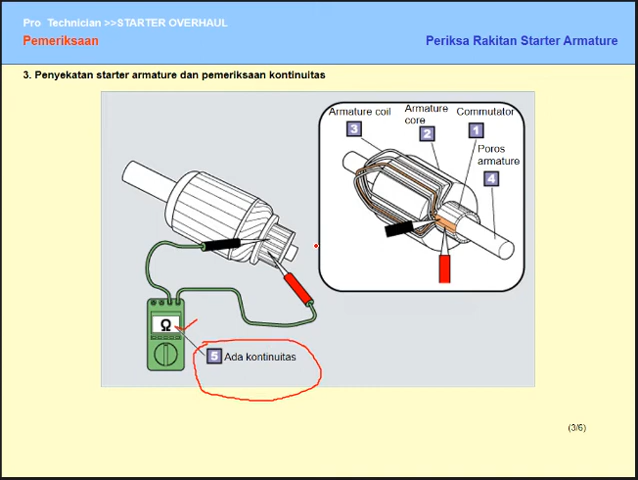 Pro Technician >>STARTER OVERHAUL
Pemeriksaan
Periksa Rakitan Starter Armature
3. Penyekatan starter armature dan pemeriksaan kontinuitas
Armature coil
3
Armature
core
2
Commutator
1
Poros
armature
4
Ω
5 Ada kontinuitas
(3/6)